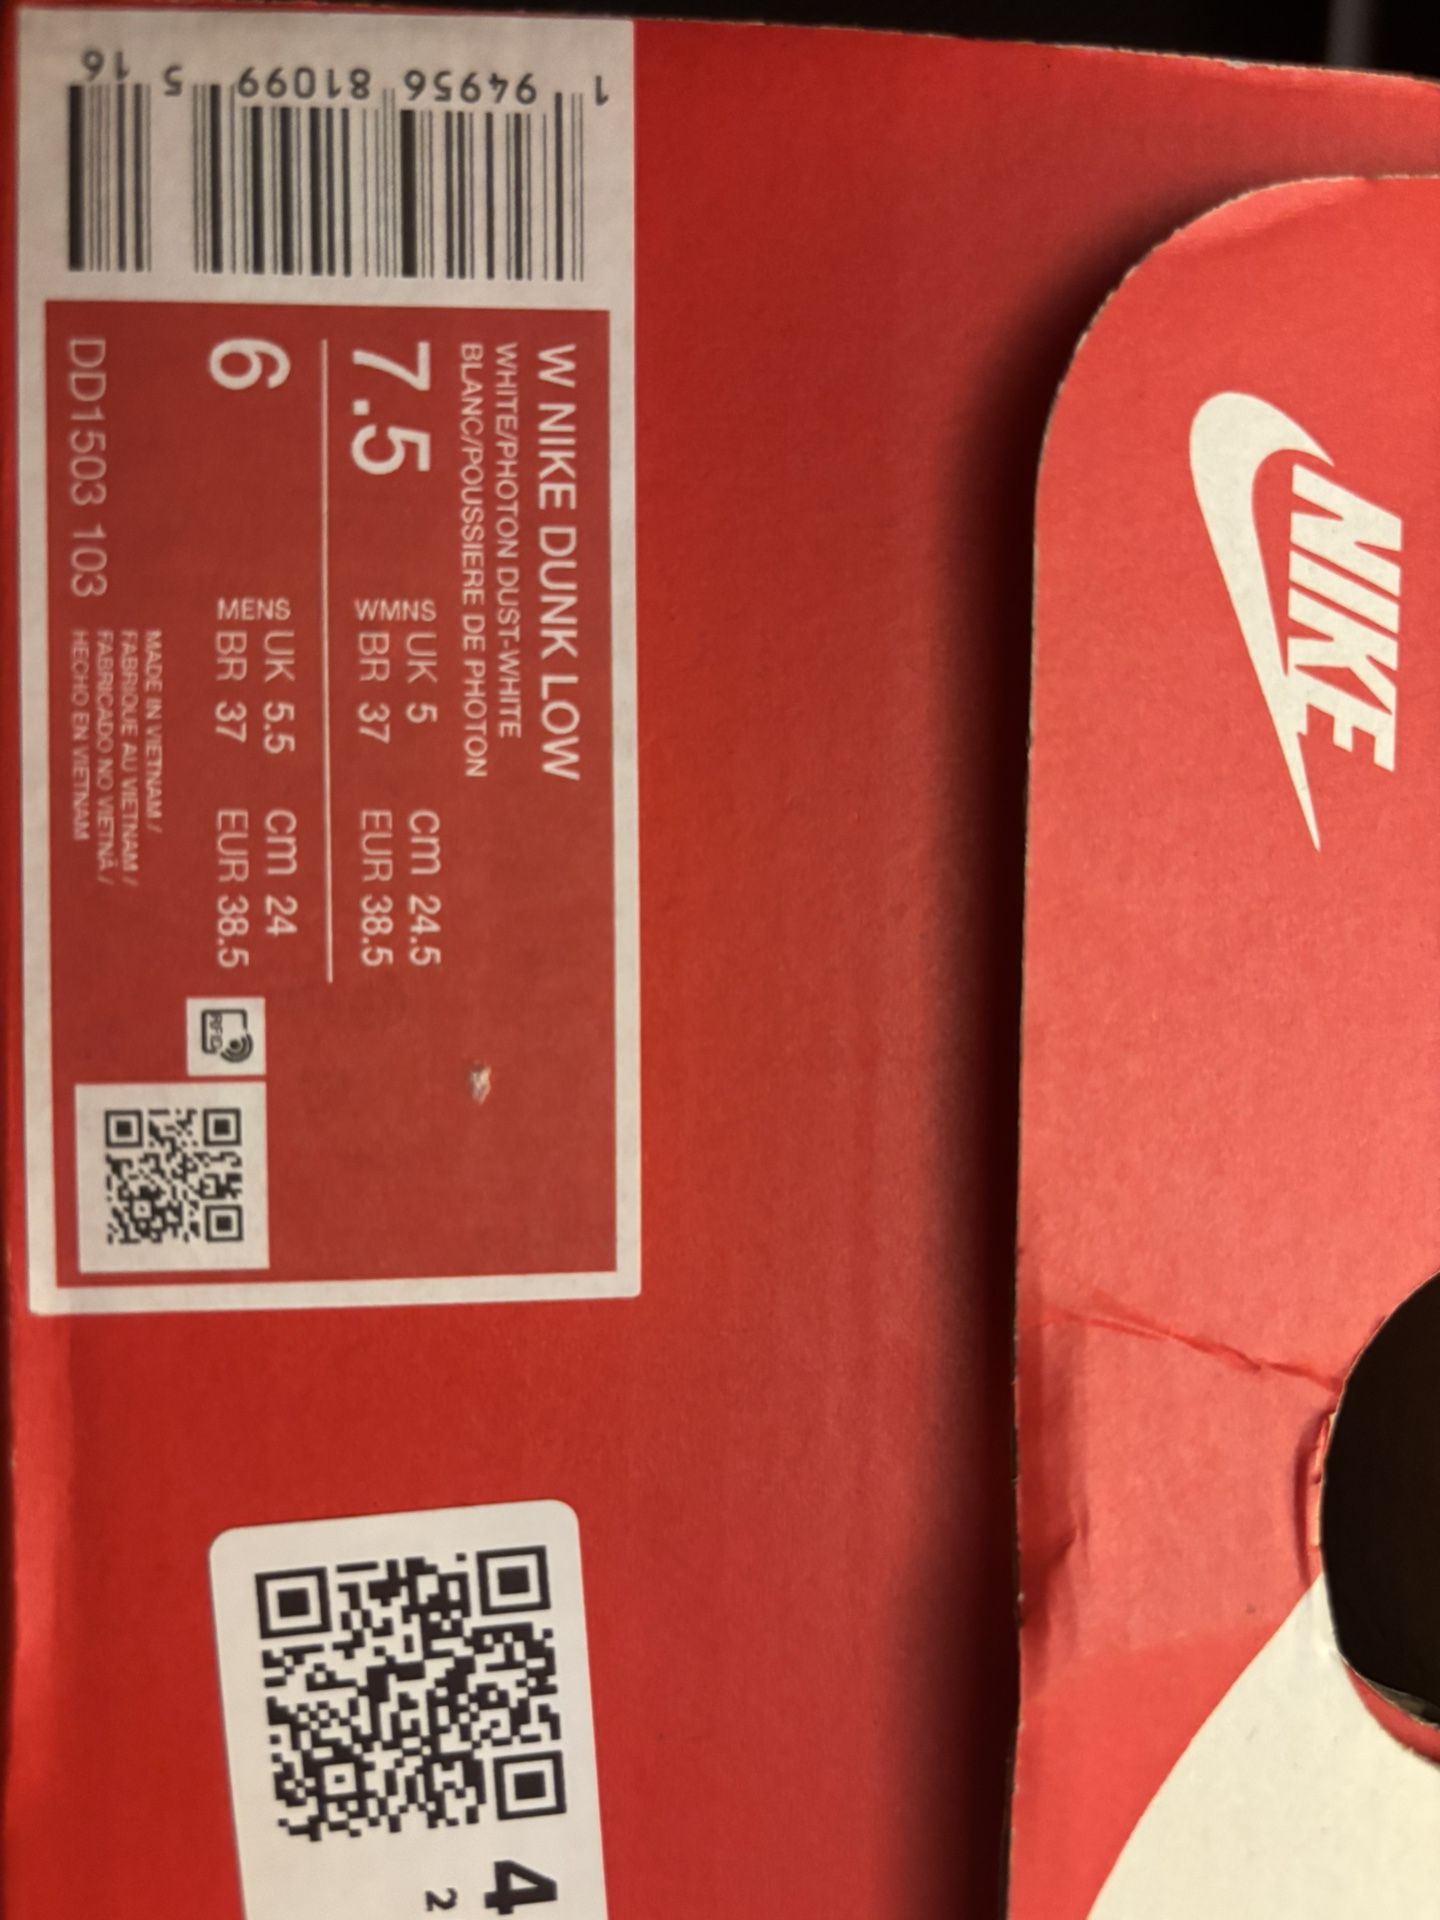 1 94956 81099 5 16
W NIKE DUNK LOW
WHITE/PHOTON DUST-WHITE
BLANC/POUSSIERE DE PHOTON
7.5 WMNS UK 5 cm 24.5
BR 37 EUR 38.5
6 MENS UK 5.5 cm 24
BR 37 EUR 38.5
RFID
DD1503 103
MADE IN VIETNAM /
FABRIQUE AU VIETNAM /
FABRICADO NO VIETNÃ /
HECHO EN VIETNAM
NIKE
4
2